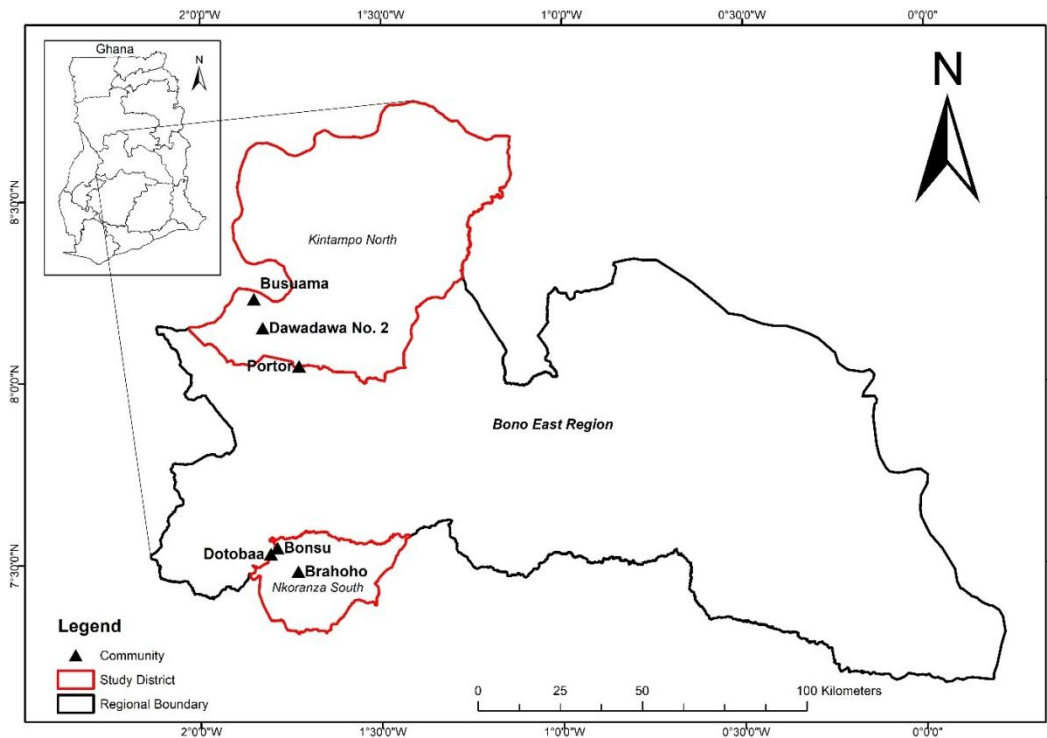 2°0'0"W 1°30'0"W 1°0'0"W 0°30'0"W 0°0'0"
Ghana
N
N
8°30'0"N
Kintampo North
Busuama
Dawadawa No. 2
Portor
8°0'0"N
Bono East Region
Bonsu
Dotobaa
7°30'0"N
Brahoho
Nkoranza South
Legend
Community
Study District
Regional Boundary
0 25 50 100 Kilometers
2°0'0"W 1°30'0"W 1°0'0"W 0°30'0"W 0°0'0"